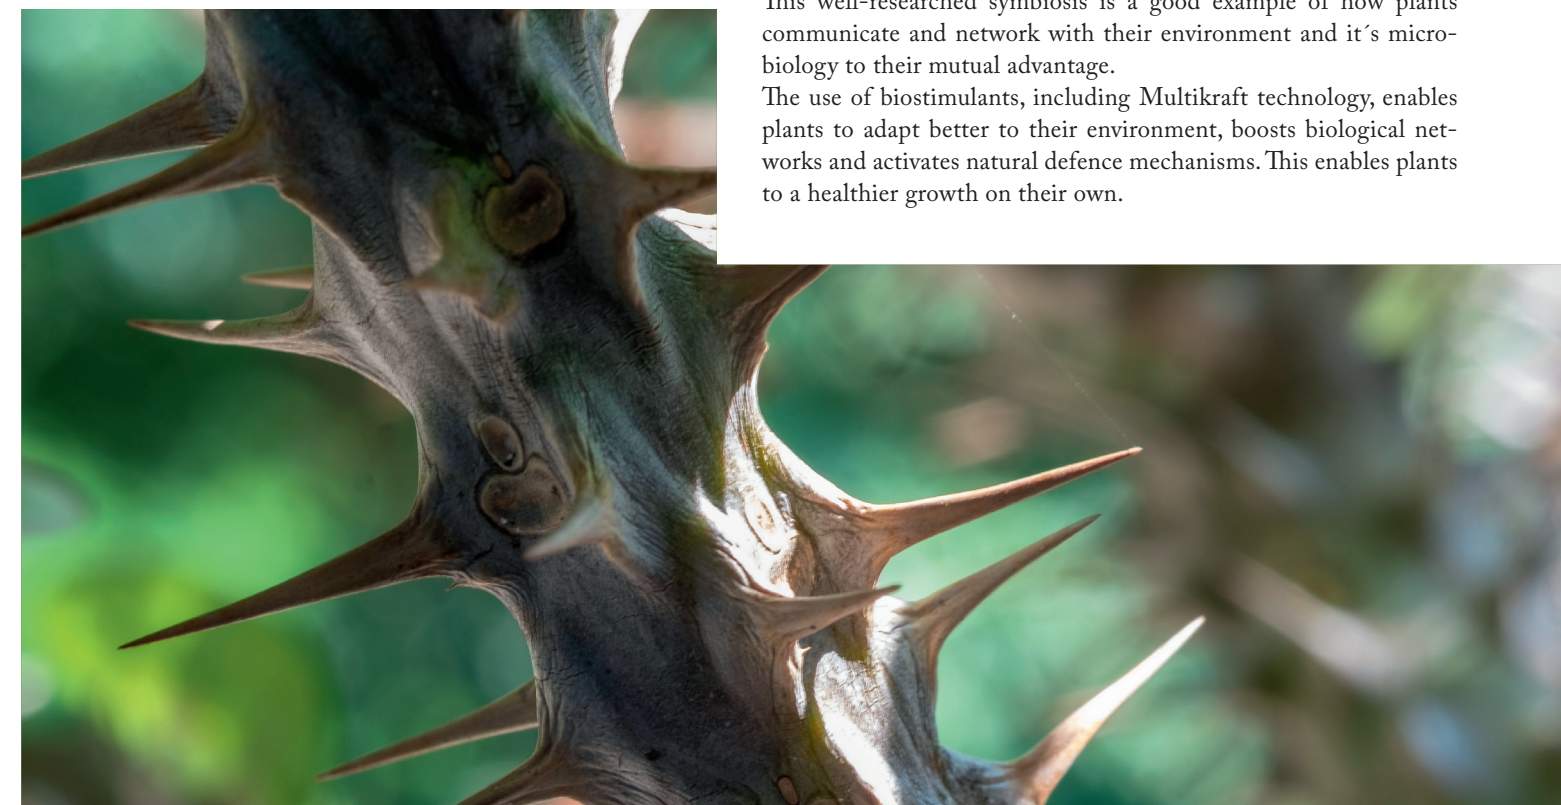 This well-researched symbiosis is a good example of how plants
communicate and network with their environment and it´s micro-
biology to their mutual advantage.
The use of biostimulants, including Multikraft technology, enables
plants to adapt better to their environment, boosts biological net-
works and activates natural defence mechanisms. This enables plants
to a healthier growth on their own.